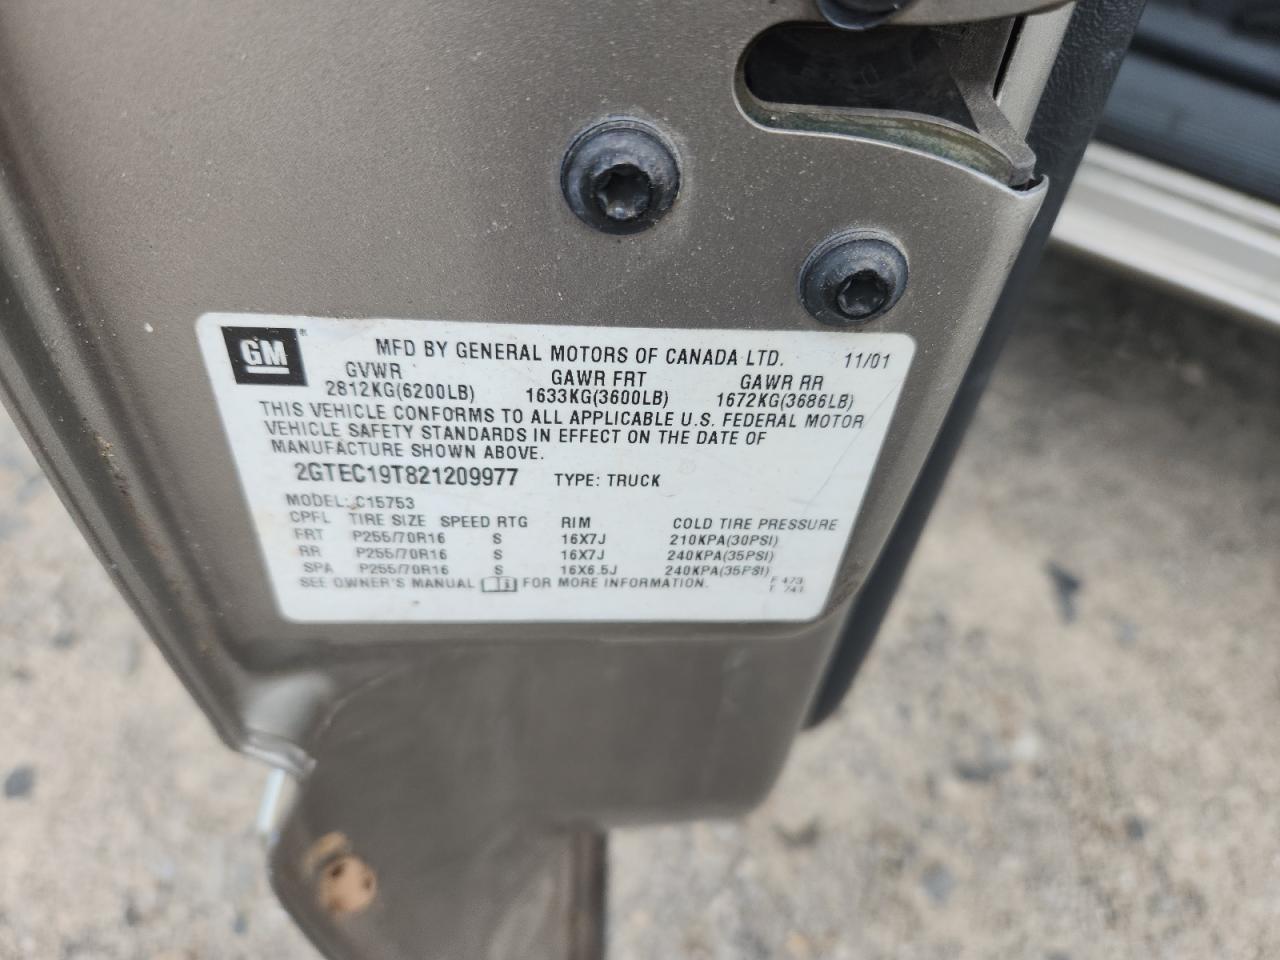 GM MFD BY GENERAL MOTORS OF CANADA LTD. 11/01
GVWR GAWR FRT GAWR RR
2812KG(6200LB) 1633KG(3600LB) 1672KG(3686LB)
THIS VEHICLE CONFORMS TO ALL APPLICABLE U.S. FEDERAL MOTOR
VEHICLE SAFETY STANDARDS IN EFFECT ON THE DATE OF
MANUFACTURE SHOWN ABOVE.
2GTEC19T821209977 TYPE: TRUCK
MODEL: C15753
CPFL TIRE SIZE SPEED RTG RIM COLD TIRE PRESSURE
FRT P255/70R16 S 16X7J 210KPA(30PSI)
RR P255/70R16 S 16X7J 240KPA(35PSI)
SPA P255/70R16 S 16X6.5J 240KPA(35PSI)
SEE OWNER'S MANUAL FOR MORE INFORMATION.